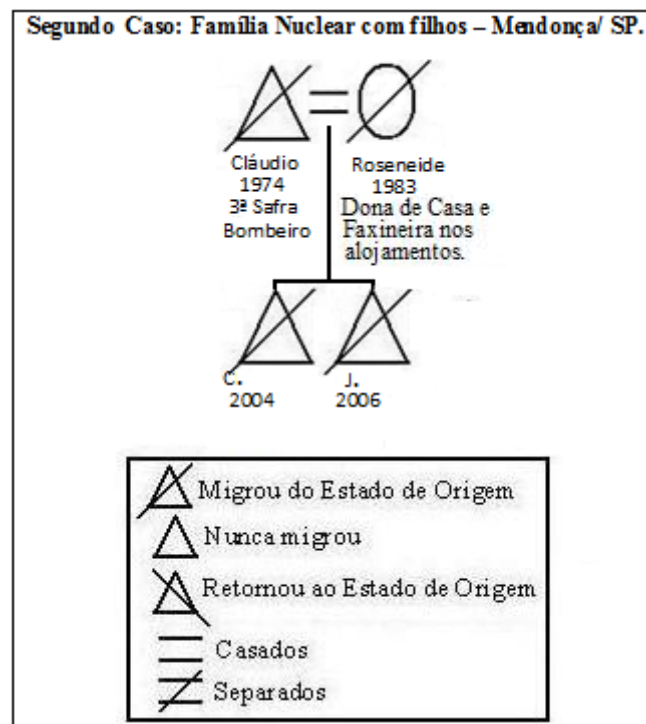 Segundo Caso: Família Nuclear com filhos – Mendonça/ SP.
Cláudio
1974
3ª Safra
Bombeiro
Roseneide
1983
Dona de Casa e
Faxineira nos
alojamentos.
C.
2004
J.
2006
Migrou do Estado de Origem
Nunca migrou
Retornou ao Estado de Origem
Casados
Separados